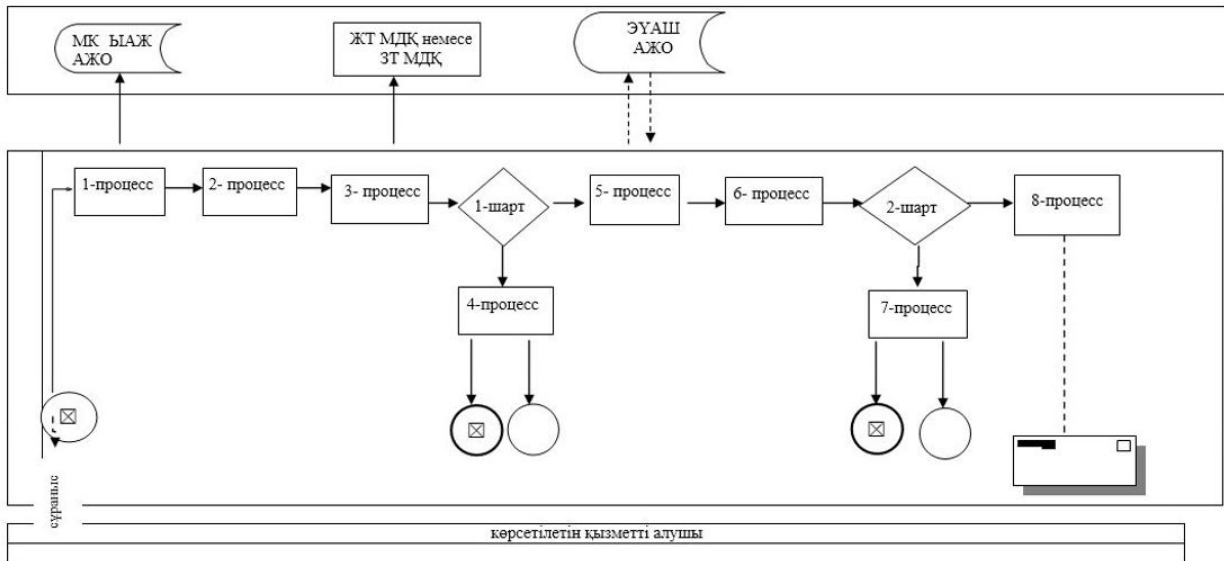 МК ЫАЖ
АЖО
ЖТ МДҚ немесе
ЗТ МДҚ
ЭҮАШ
АЖО
1-процесс
2- процесс
3- процесс
1-шарт
5- процесс
6- процесс
2-шарт
8-процесс
4-процесс
7-процесс
сұраныс
көрсетілетін қызметті алушы